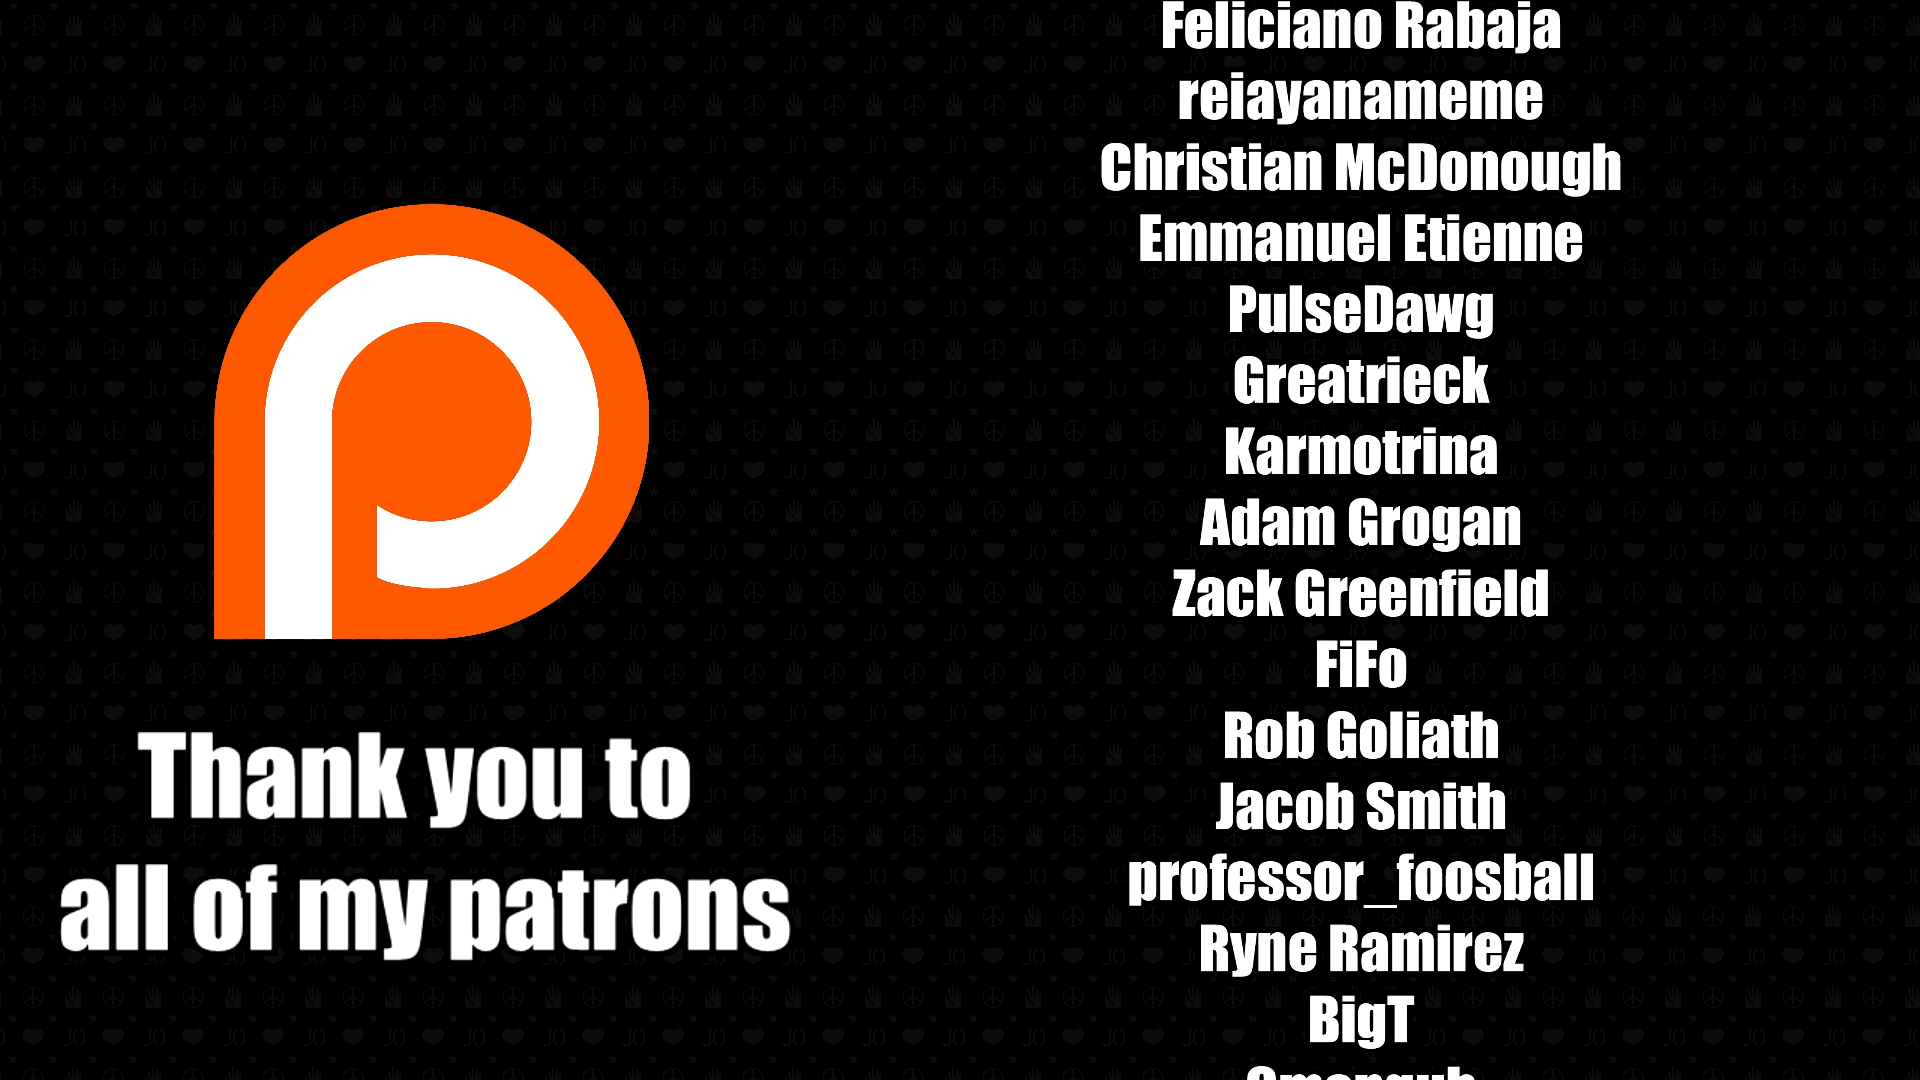 Thank you to
all of my patrons
Feliciano Rabaja
reiayanameme
Christian McDonough
Emmanuel Etienne
PulseDawg
Greatrieck
Karmotrina
Adam Grogan
Zack Greenfield
FiFo
Rob Goliath
Jacob Smith
professor_foosball
Ryne Ramirez
BigT